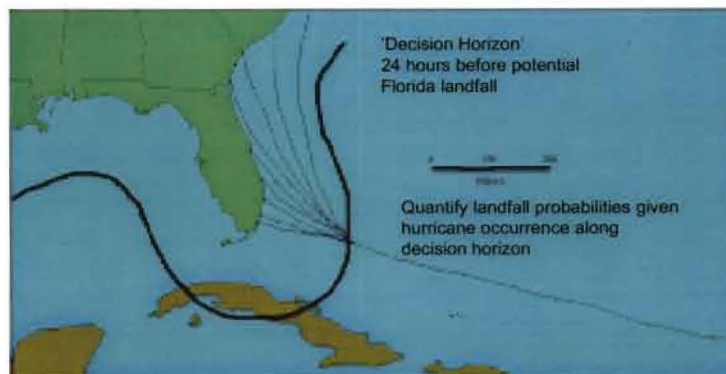 'Decision Horizon'
24 hours before potential
Florida landfall
Quantify landfall probabilities given
hurricane occurrence along
decision horizon